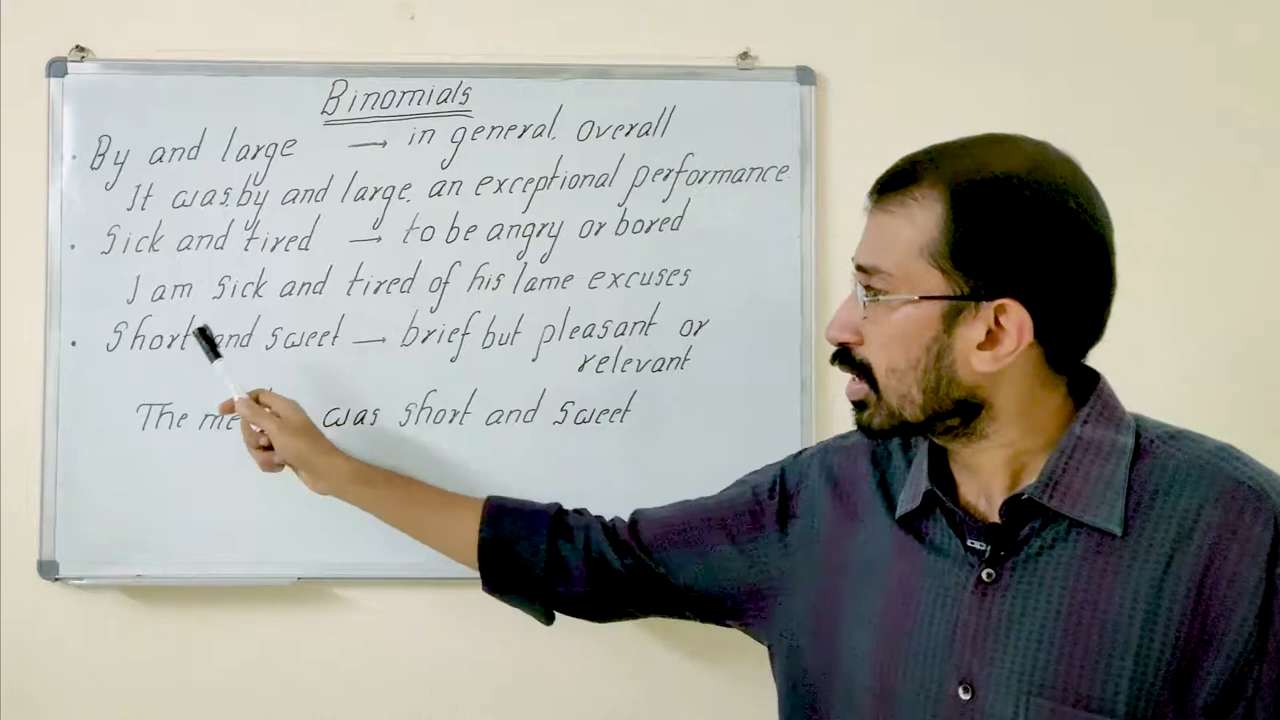 Binomials
. By and large → in general, overall
It was, by and large, an exceptional performance
. Sick and tired → to be angry or bored
I am sick and tired of his lame excuses
. Short and sweet → brief but pleasant or
relevant
The was short and sweet